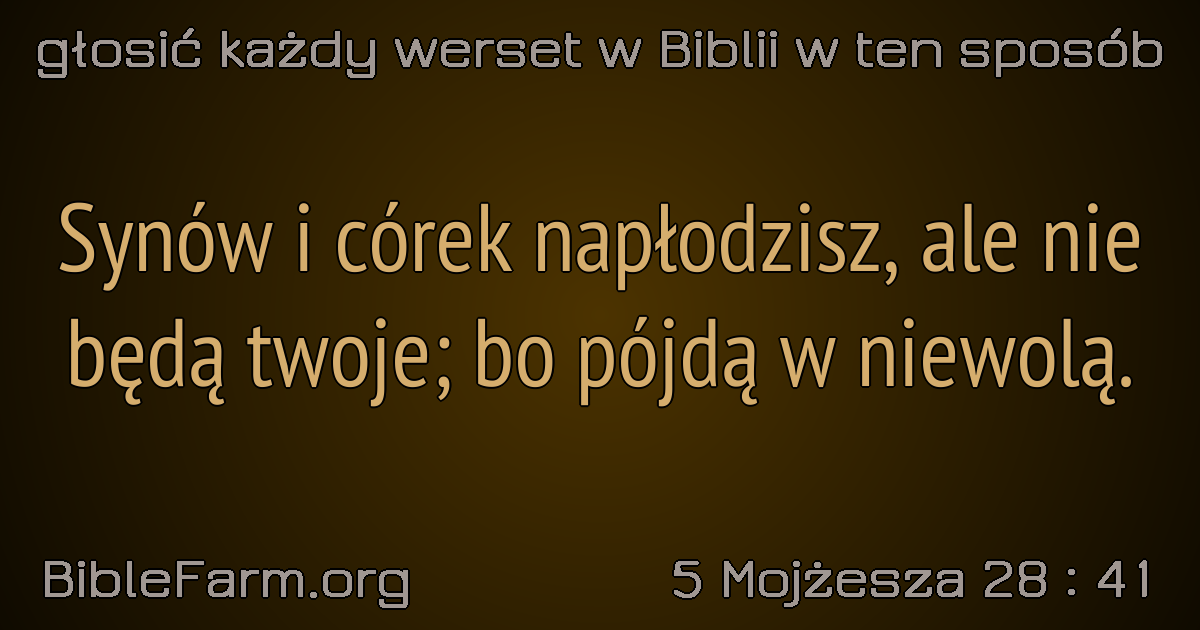 głosić każdy werset w Biblii w ten sposób
Synów i córek napłodzisz, ale nie
będą twoje; bo pójdą w niewolą.
BibleFarm.org
5 Mojżesza 28 : 41